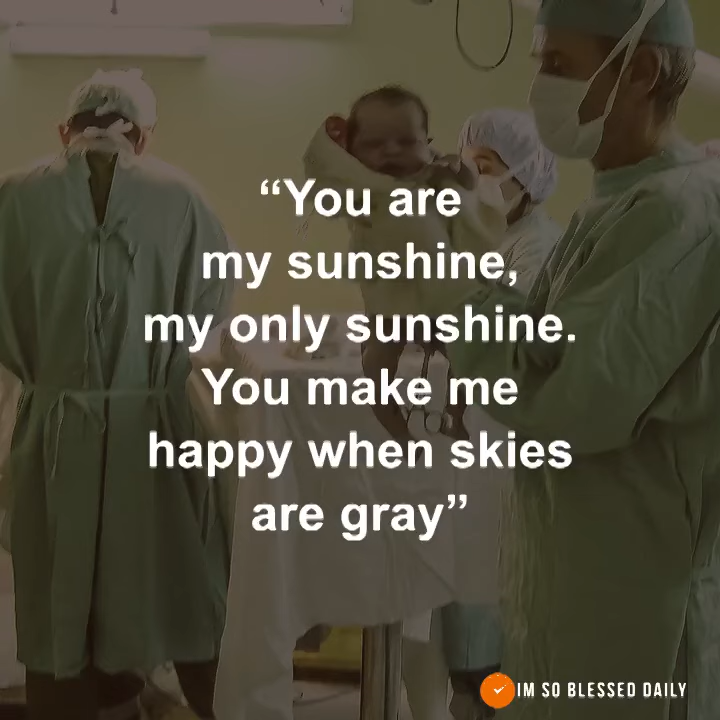 “You are
my sunshine,
my only sunshine.
You make me
happy when skies
are gray”
IM SO BLESSED DAILY